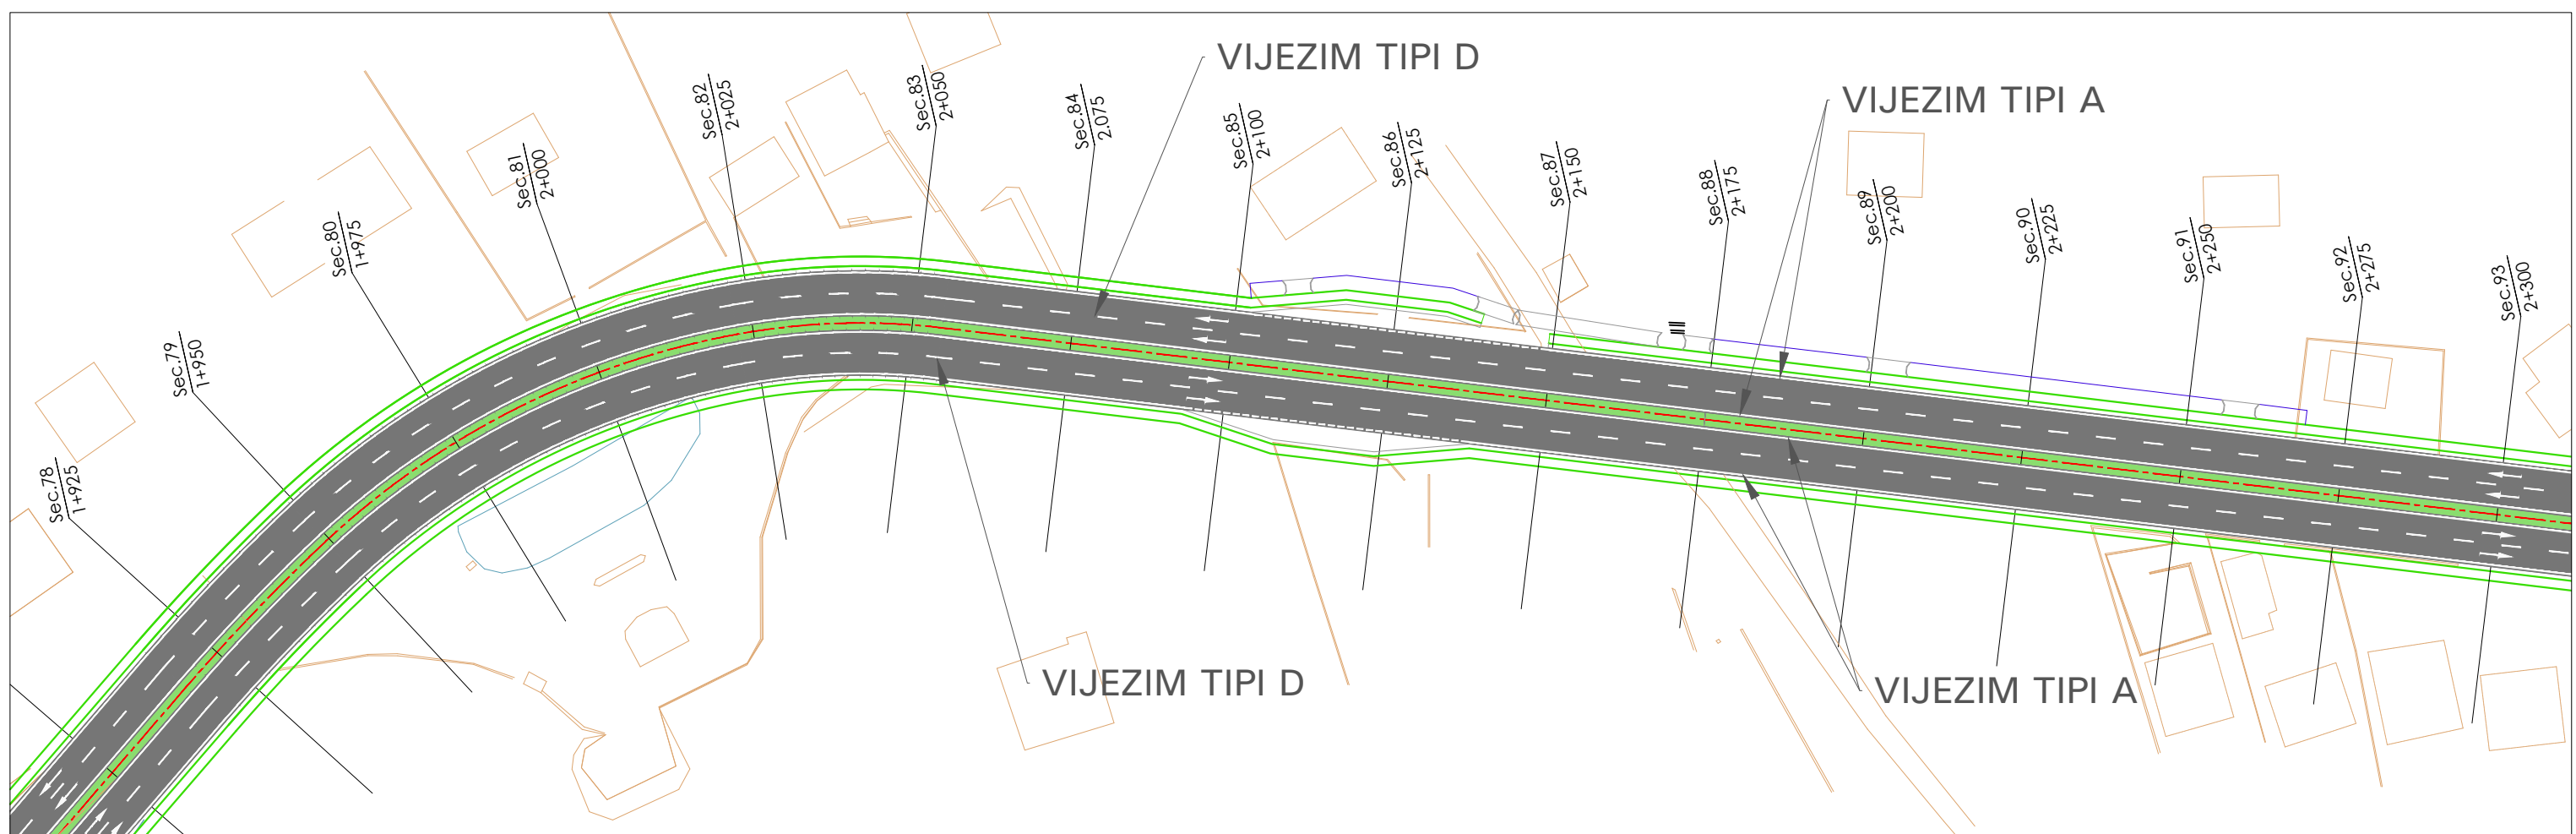 VIJEZIM TIPI D
VIJEZIM TIPI A
Sec.78
1+925
Sec.79
1+950
Sec.80
1+975
Sec.81
2+000
Sec.82
2+025
Sec.83
2+050
Sec.84
2.075
Sec.85
2+100
Sec.86
2+125
Sec.87
2+150
Sec.88
2+175
Sec.89
2+200
Sec.90
2+225
Sec.91
2+250
Sec.92
2+275
Sec.93
2+300
VIJEZIM TIPI D
VIJEZIM TIPI A